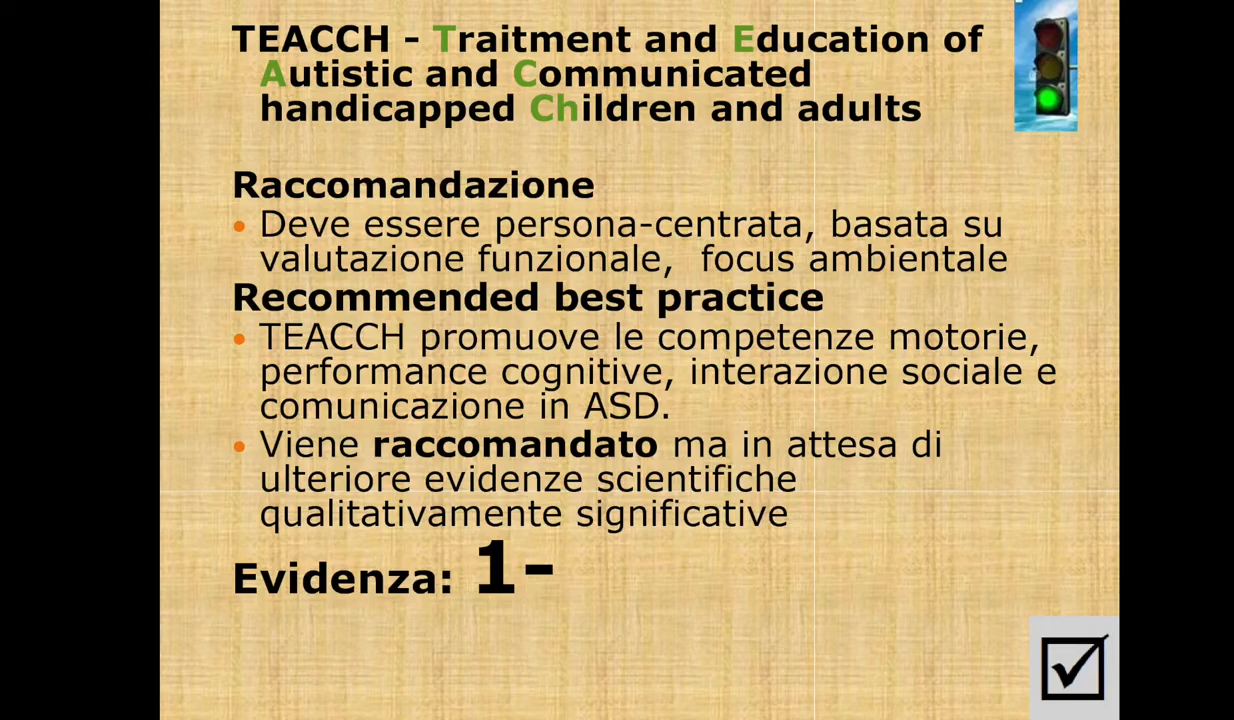 TEACCH - Traitment and Education of
Autistic and Communicated
handicapped Children and adults
Raccomandazione
• Deve essere persona-centrata, basata su
valutazione funzionale, focus ambientale
Recommended best practice
• TEACCH promuove le competenze motorie,
performance cognitive, interazione sociale e
comunicazione in ASD.
• Viene raccomandato ma in attesa di
ulteriore evidenze scientifiche
qualitativamente significative
Evidenza: 1-